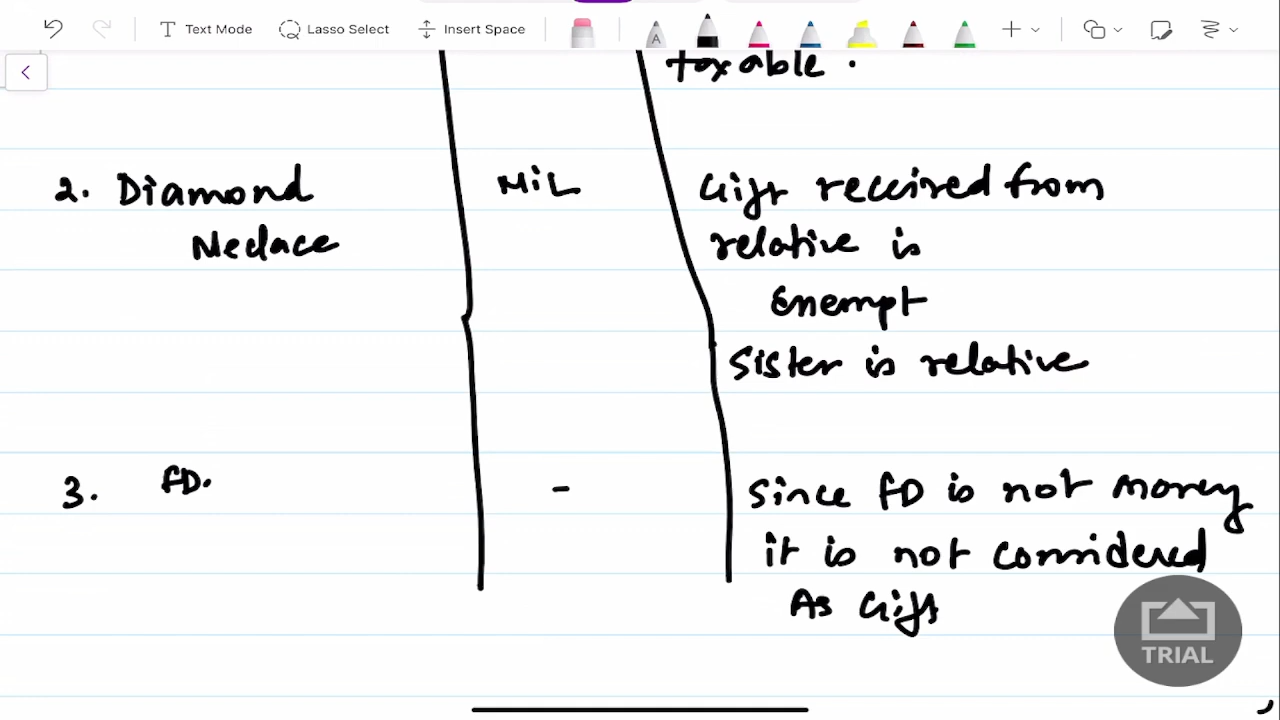 Text Mode Lasso Select Insert Space A
taxable.
2. Diamond NiL Gift received from
Neclace relative is
Exempt
Sister is relative
3. FD. - Since FD is not money
it is not considered
As Gift
TRIAL